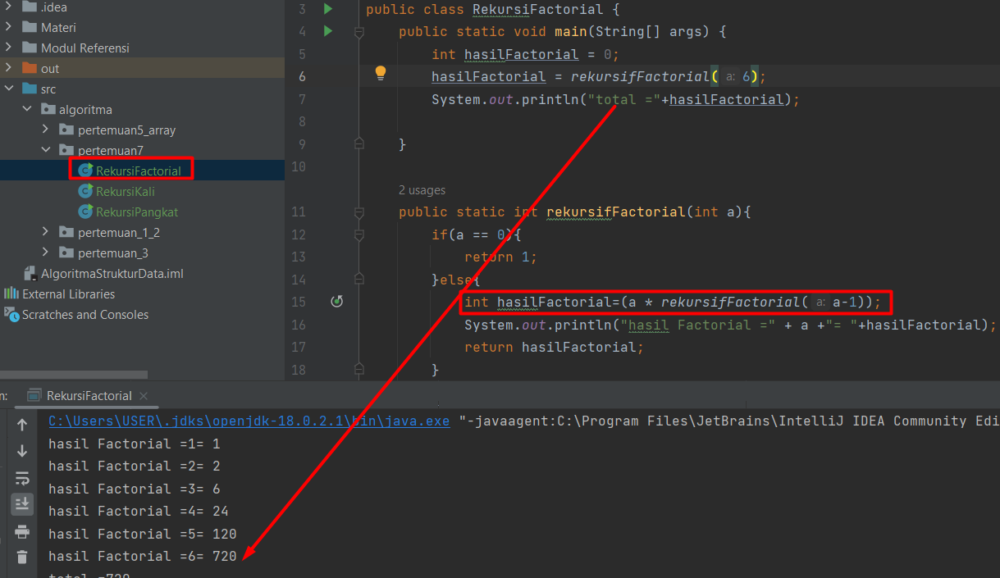 .idea
Materi
Modul Referensi
out
src
algoritma
pertemuan5_array
pertemuan7
RekursiFactorial
RekursiKali
RekursiPangkat
pertemuan_1_2
pertemuan_3
AlgoritmaStrukturData.iml
External Libraries
Scratches and Consoles
3 public class RekursiFactorial {
4 public static void main(String[] args) {
5 int hasilFactorial = 0;
6 hasilFactorial = rekursifFactorial( a: 6);
7 System.out.println("total ="+hasilFactorial);
8
9 }
10
2 usages
11 public static int rekursifFactorial(int a){
12 if(a == 0){
13 return 1;
14 }else{
15 int hasilFactorial=(a * rekursifFactorial( a: a-1));
16 System.out.println("hasil Factorial =" + a +"= "+hasilFactorial);
17 return hasilFactorial;
18 }
n: RekursiFactorial
C:\Users\USER\.jdks\openjdk-18.0.2.1\bin\java.exe "-javaagent:C:\Program Files\JetBrains\IntelliJ IDEA Community Edi
hasil Factorial =1= 1
hasil Factorial =2= 2
hasil Factorial =3= 6
hasil Factorial =4= 24
hasil Factorial =5= 120
hasil Factorial =6= 720
total =720